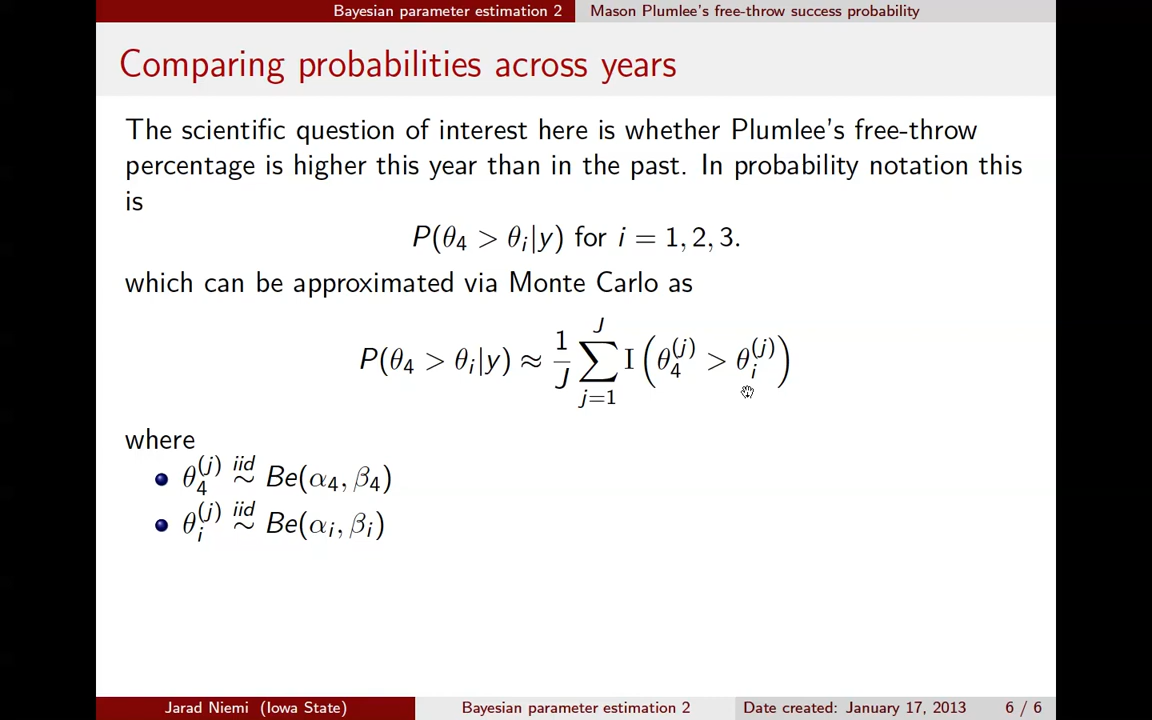 Bayesian parameter estimation 2 Mason Plumlee's free-throw success probability
Comparing probabilities across years
The scientific question of interest here is whether Plumlee's free-throw
percentage is higher this year than in the past. In probability notation this
is
P(θ₄ > θᵢ|y) for i = 1, 2, 3.
which can be approximated via Monte Carlo as
P(θ₄ > θᵢ|y) ≈ 1/J ∑_{j=1}^{J} I(θ₄^{(j)} > θᵢ^{(j)})
where
θ₄^{(j)} iid ~ Be(α₄, β₄)
θᵢ^{(j)} iid ~ Be(αᵢ, βᵢ)
Jarad Niemi (Iowa State) Bayesian parameter estimation 2 Date created: January 17, 2013 6 / 6